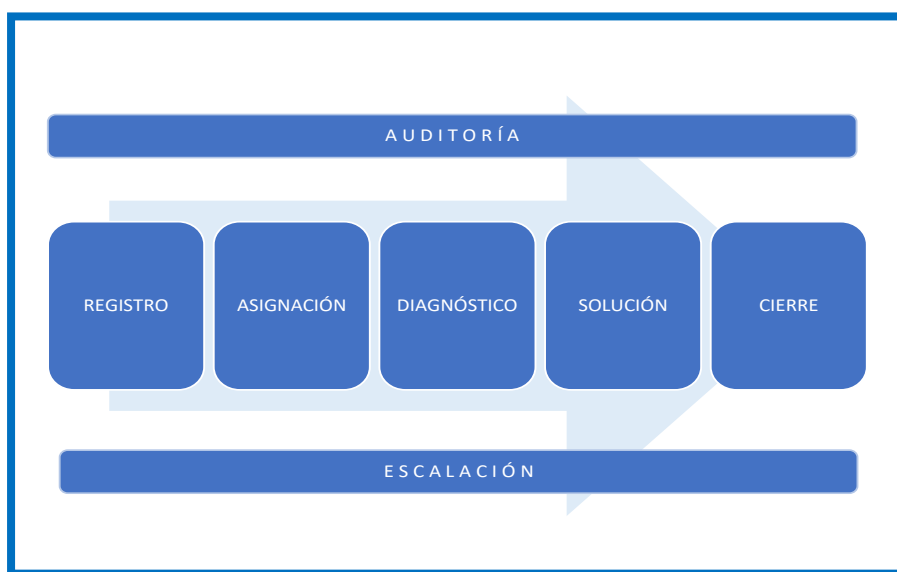 AUDITORÍA
REGISTRO
ASIGNACIÓN
DIAGNÓSTICO
SOLUCIÓN
CIERRE
ESCALACIÓN